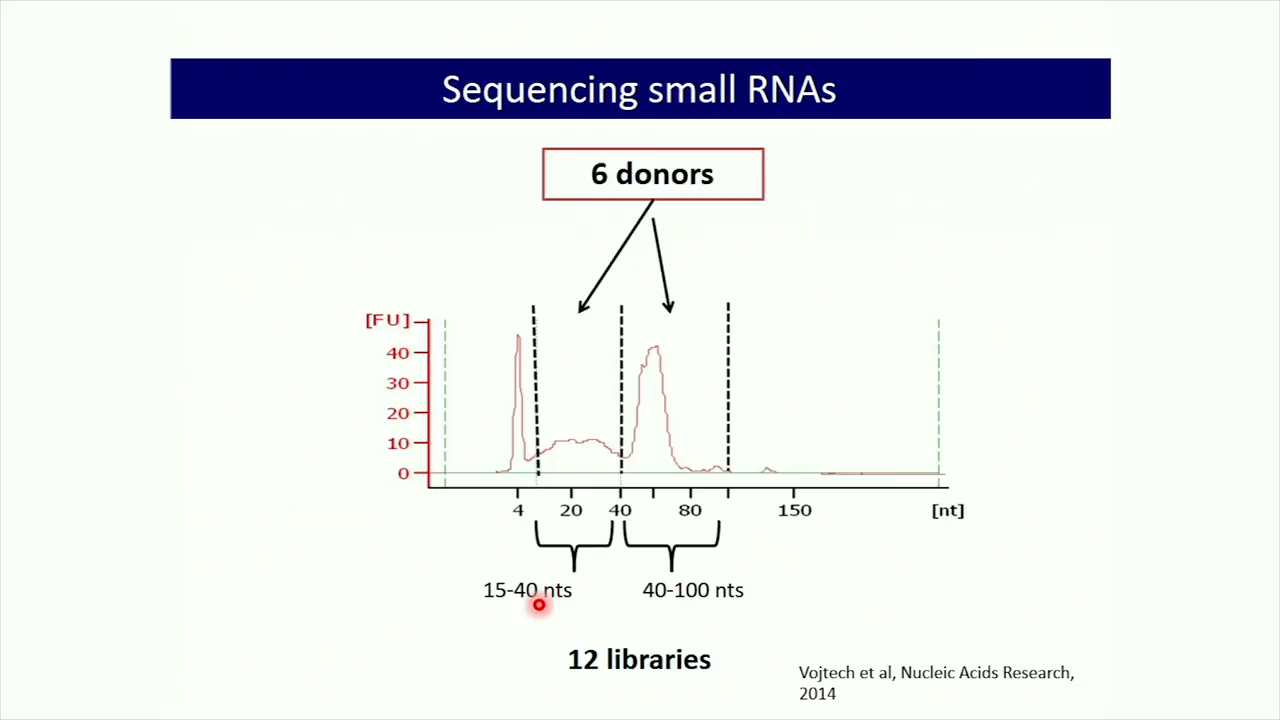 Sequencing small RNAs
6 donors
[FU]
40
30
20
10
0
4 20 40 80 150 [nt]
15-40 nts 40-100 nts
12 libraries
Vojtech et al, Nucleic Acids Research,
2014